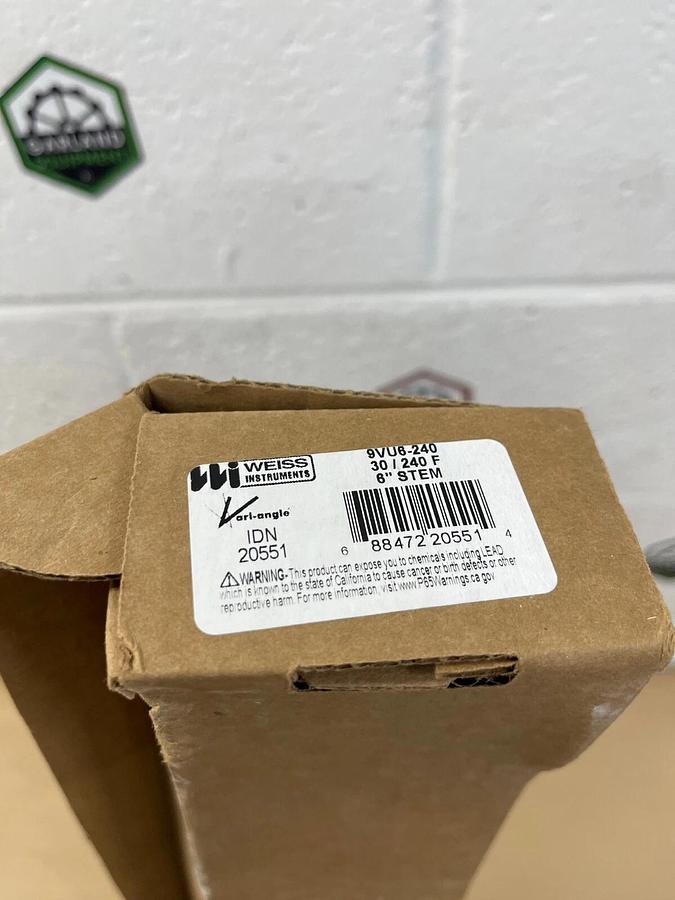 OAKLAND
EQUIPMENT
WEISS
INSTRUMENTS
Vari-angle
IDN
20551
9VU6-240
30 / 240 F
6" STEM
6 88472 20551 4
WARNING- This product can expose you to chemicals including LEAD
which is known to the state of California to cause cancer or birth defects or other
reproductive harm. For more information, visit www.P65Warnings.ca.gov